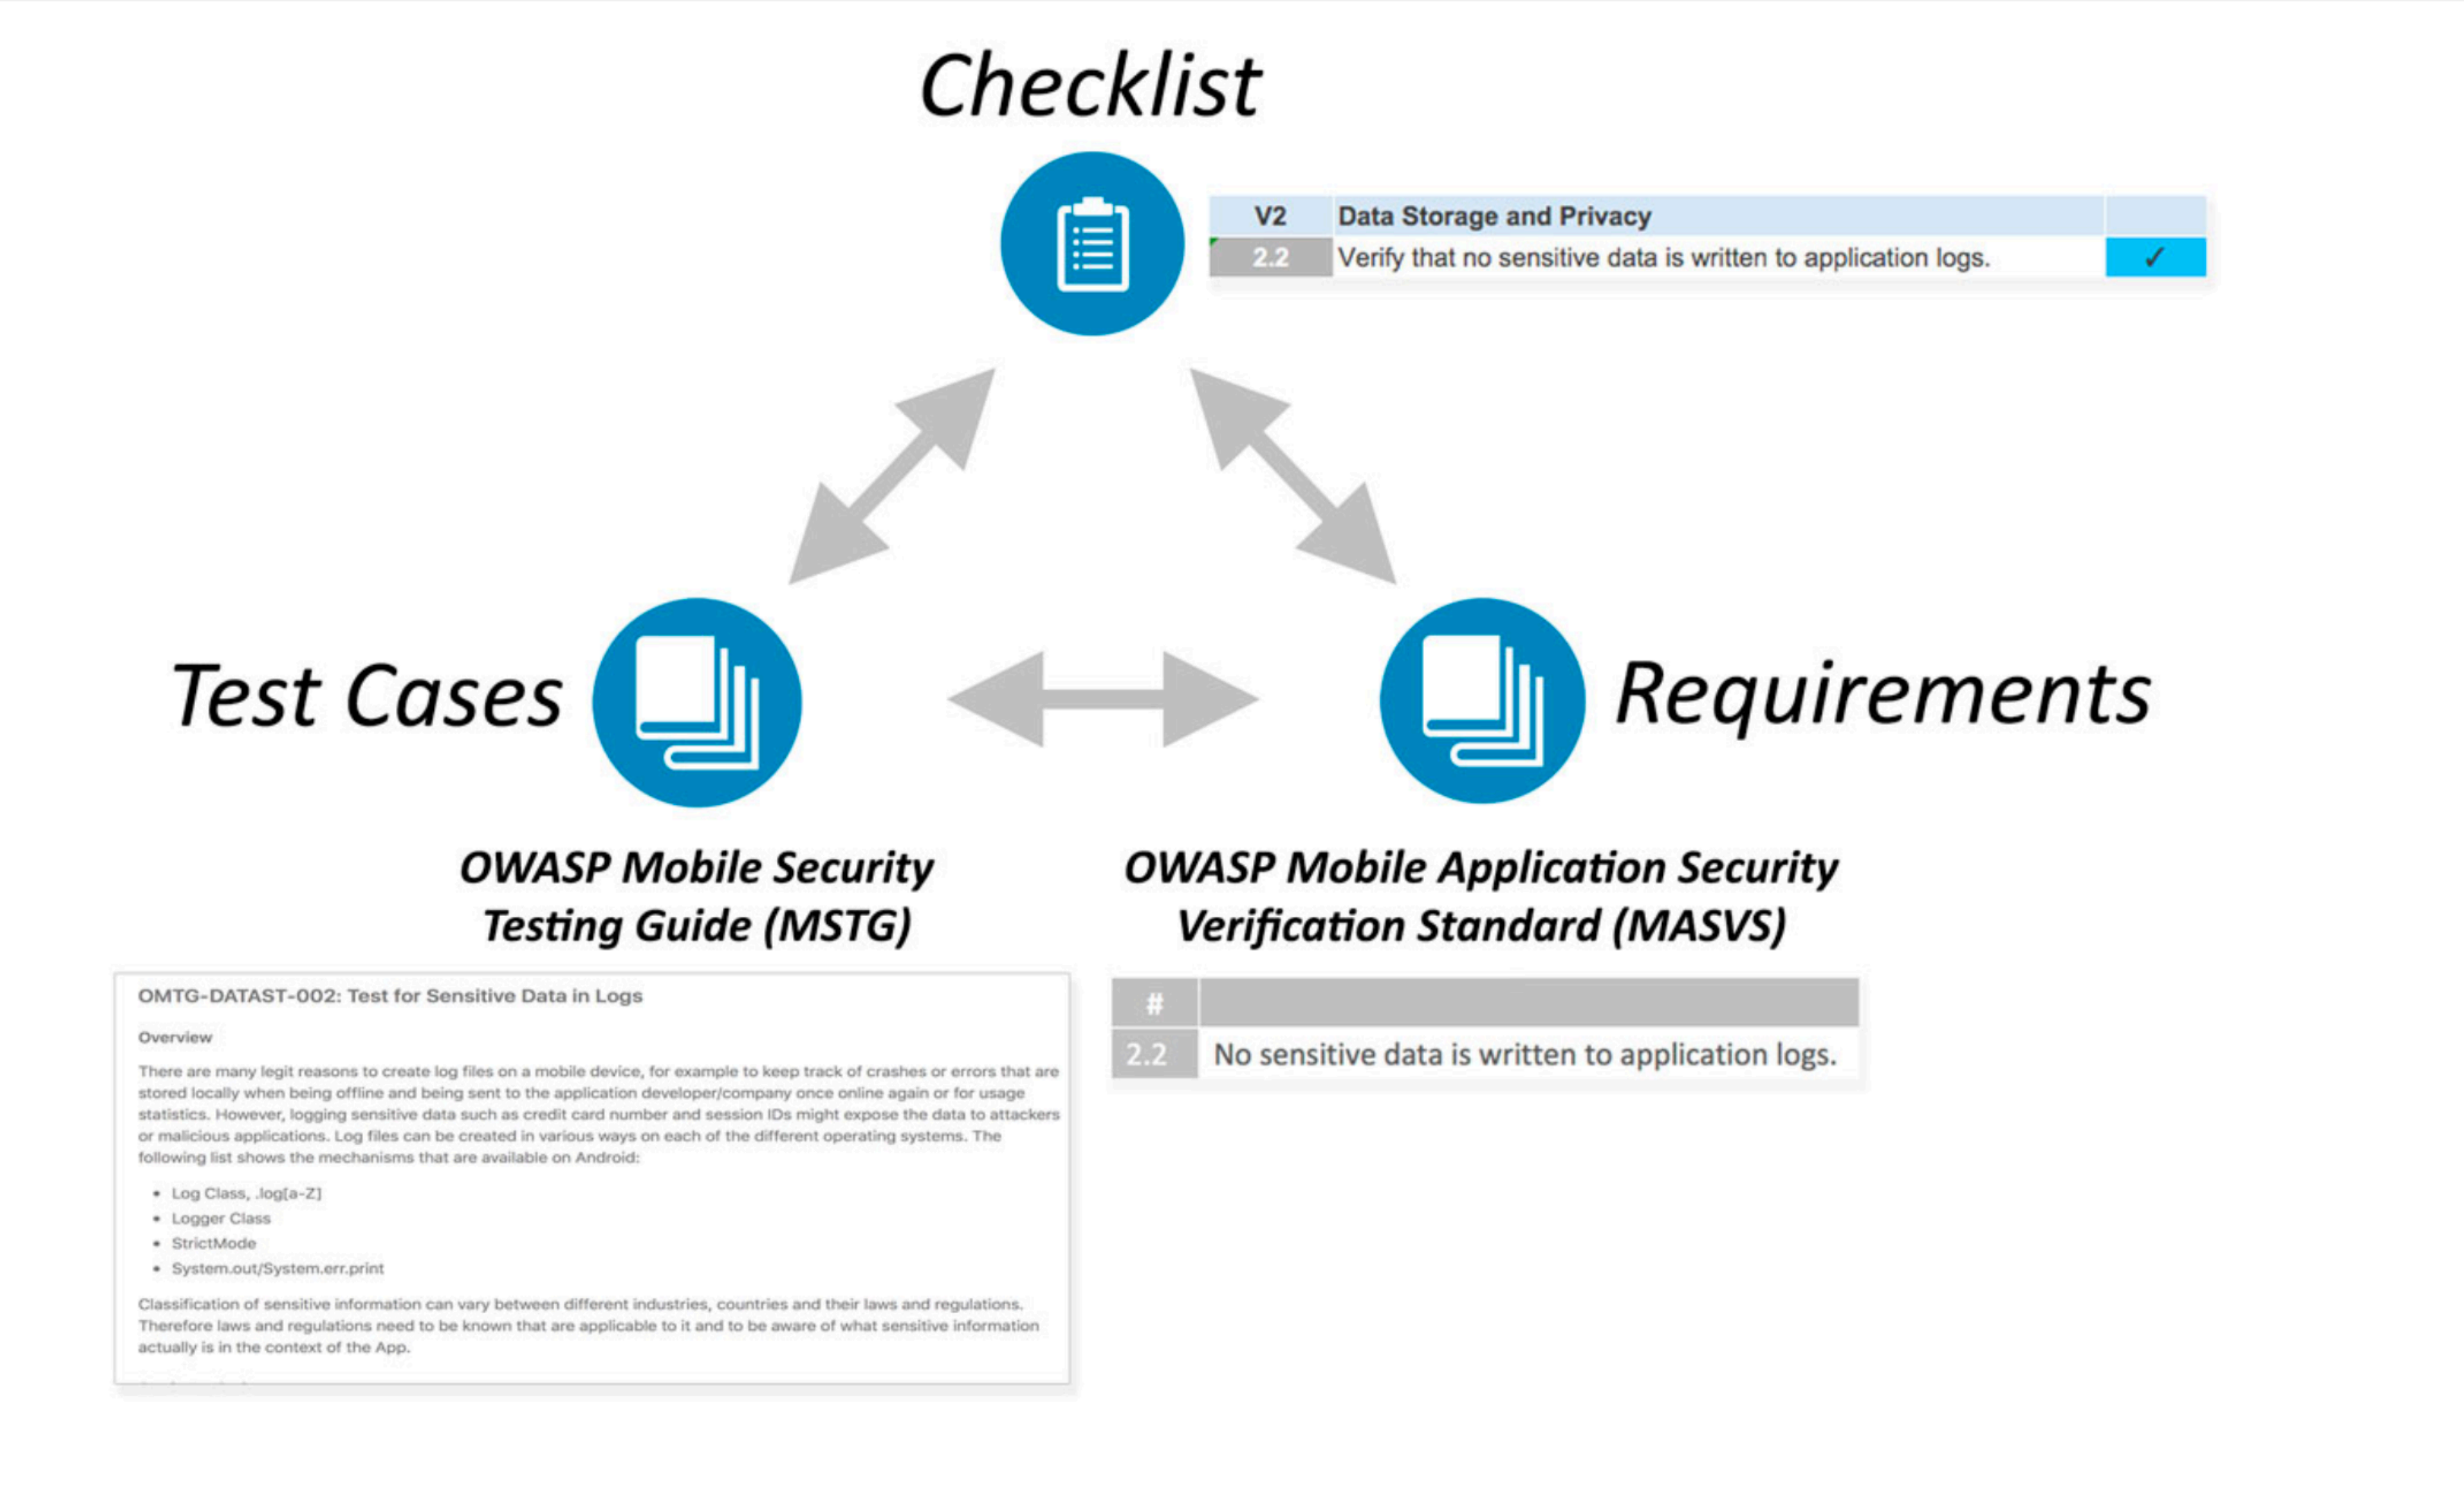 Checklist
V2 Data Storage and Privacy
2.2 Verify that no sensitive data is written to application logs. ✓
Test Cases
Requirements
OWASP Mobile Security
Testing Guide (MSTG)
OWASP Mobile Application Security
Verification Standard (MASVS)
OMTG-DATAST-002: Test for Sensitive Data in Logs
Overview
There are many legit reasons to create log files on a mobile device, for example to keep track of crashes or errors that are
stored locally when being offline and being sent to the application developer/company once online again or for usage
statistics. However, logging sensitive data such as credit card number and session IDs might expose the data to attackers
or malicious applications. Log files can be created in various ways on each of the different operating systems. The
following list shows the mechanisms that are available on Android:
• Log Class, .log[a-Z]
• Logger Class
• StrictMode
• System.out/System.err.print
Classification of sensitive information can vary between different industries, countries and their laws and regulations.
Therefore laws and regulations need to be known that are applicable to it and to be aware of what sensitive information
actually is in the context of the App.
#
2.2 No sensitive data is written to application logs.